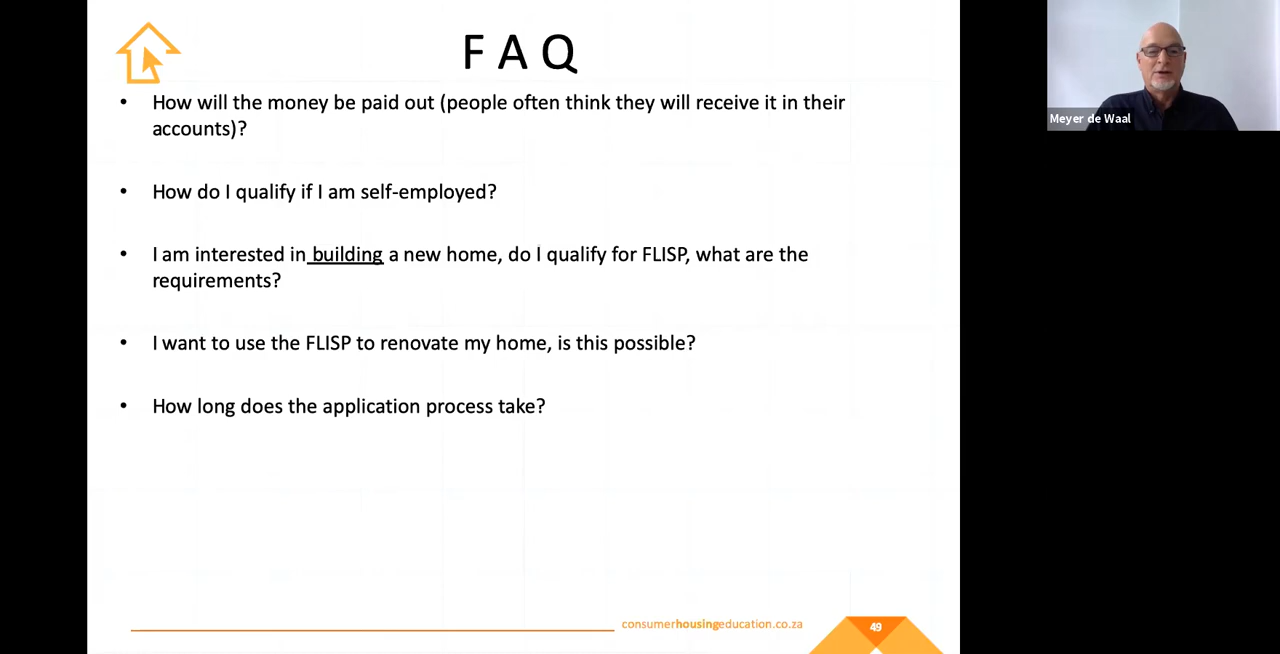 F A Q
• How will the money be paid out (people often think they will receive it in their
accounts)?
• How do I qualify if I am self-employed?
• I am interested in building a new home, do I qualify for FLISP, what are the
requirements?
• I want to use the FLISP to renovate my home, is this possible?
• How long does the application process take?
consumerhousingeducation.co.za
49
Meyer de Waal